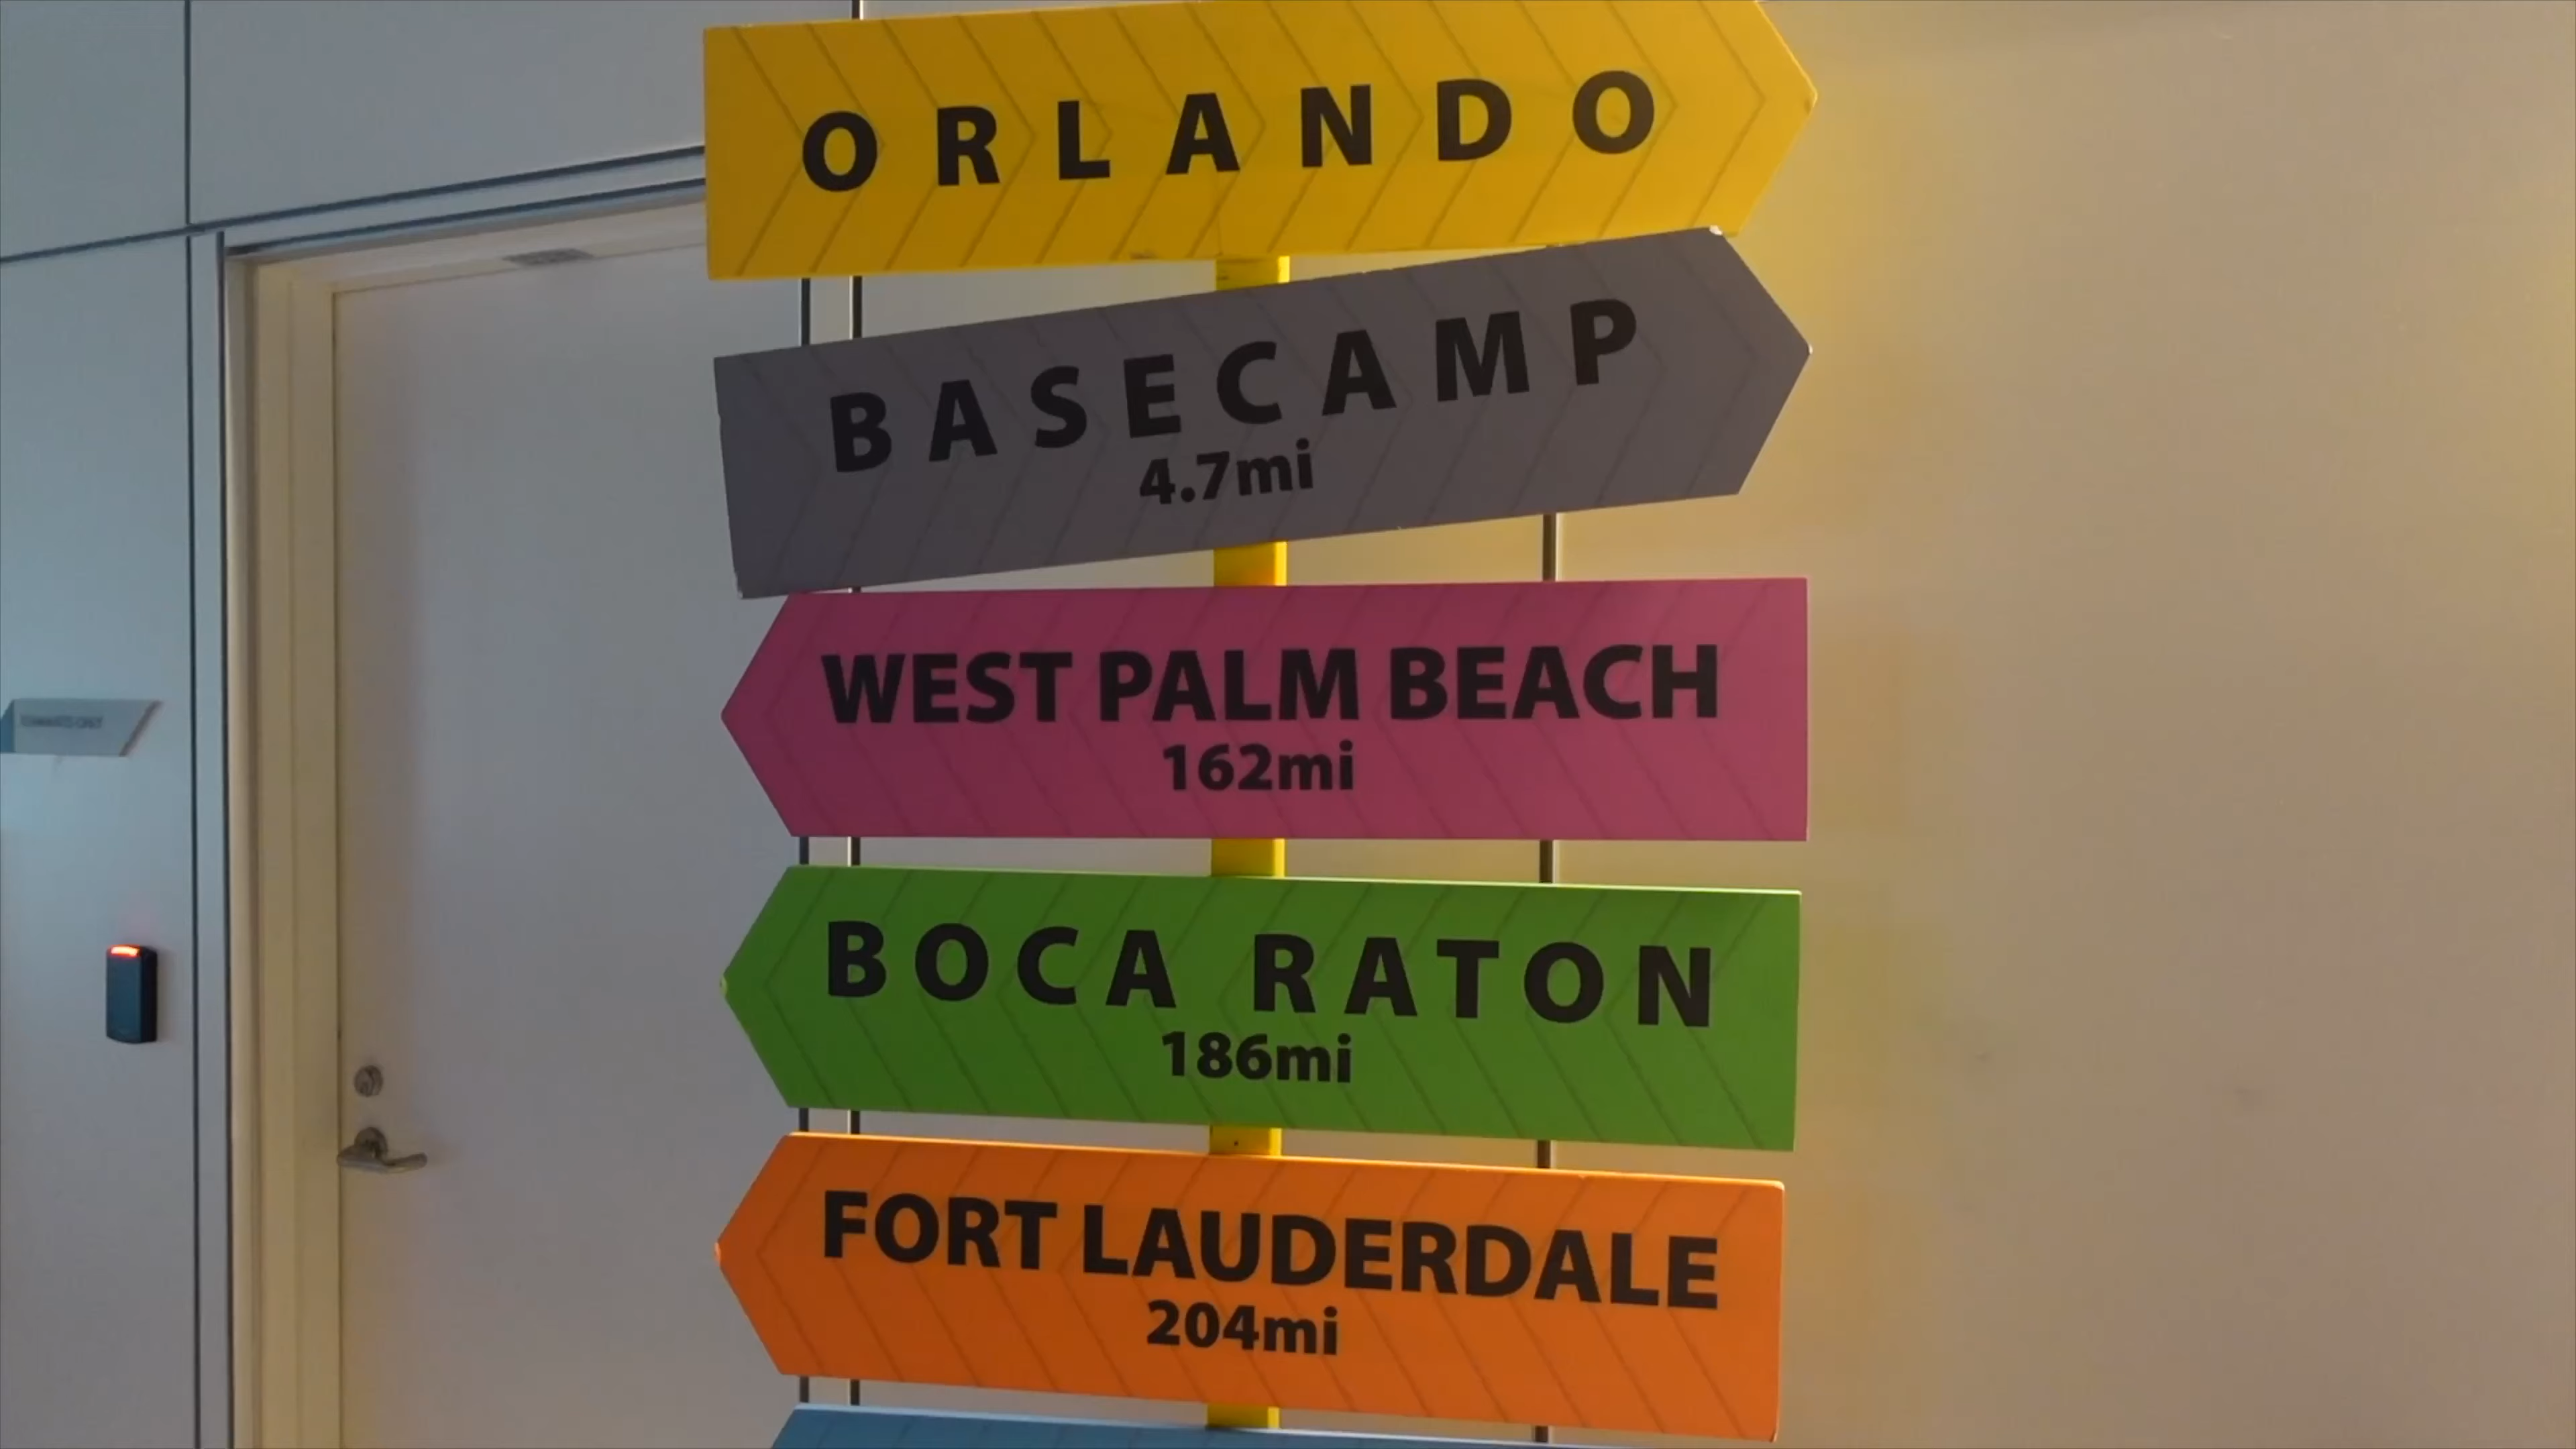 ORLANDO
BASECAMP
4.7mi
WEST PALM BEACH
162mi
BOCA RATON
186mi
FORT LAUDERDALE
204mi